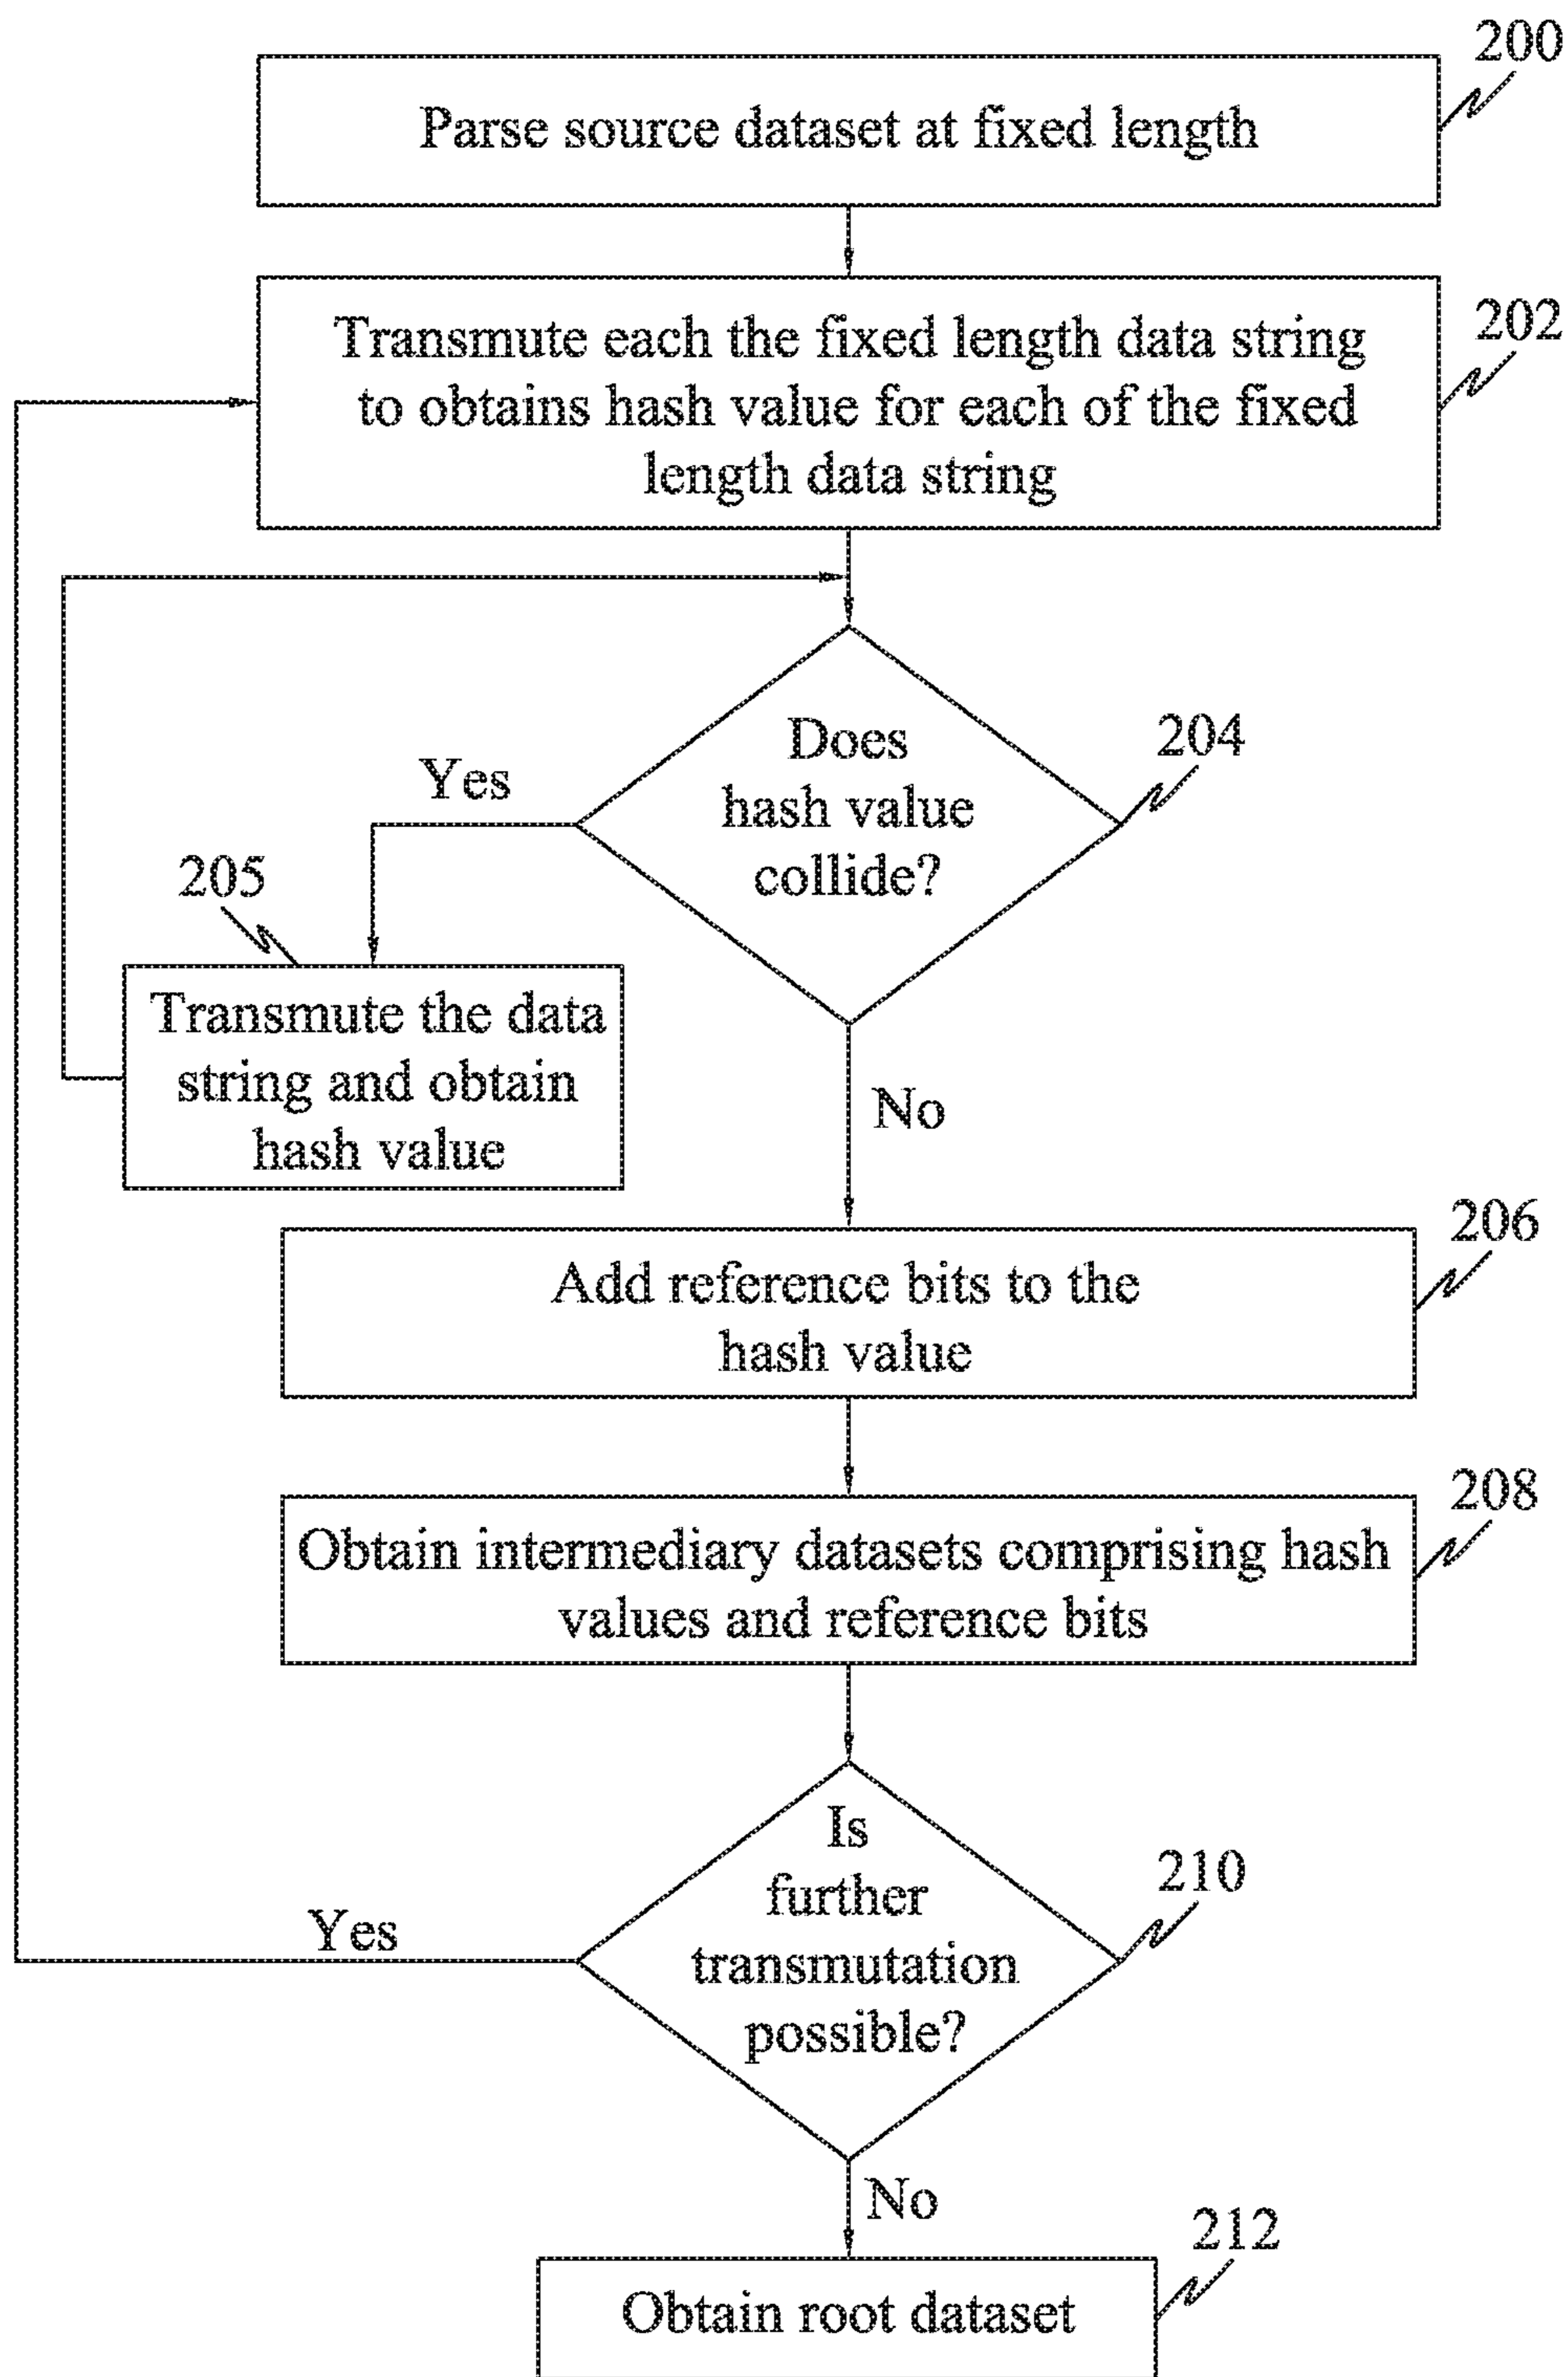 200
Parse source dataset at fixed length
202
Transmute each the fixed length data string
to obtains hash value for each of the fixed
length data string
204
Does
hash value
collide?
Yes
205
Transmute the data
string and obtain
hash value
No
206
Add reference bits to the
hash value
208
Obtain intermediary datasets comprising hash
values and reference bits
210
Is
further
transmutation
possible?
Yes
No
212
Obtain root dataset